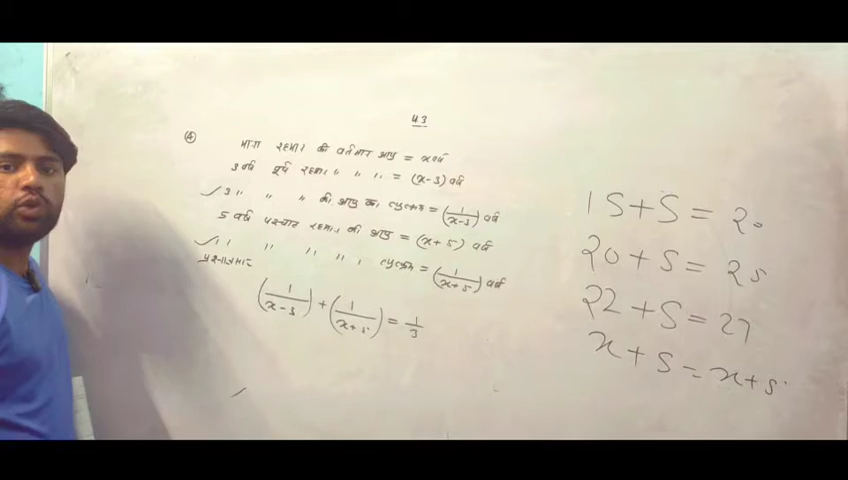 4.3
④ माना रहमान की वर्तमान आयु = x वर्ष
3 वर्ष पूर्व रहमान " " " = (x-3) वर्ष
✓ 3 " " " की आयु का व्युत्क्रम = (1/x-3) वर्ष
5 वर्ष पश्चात रहमान की आयु = (x+5) वर्ष
✓ " " " " " " व्युत्क्रम = (1/x+5) वर्ष
प्रश्नानुसार
(1/x-3) + (1/x+5) = 1/3
15+5 = 20
20+5 = 25
22+5 = 27
x+5 = x+5